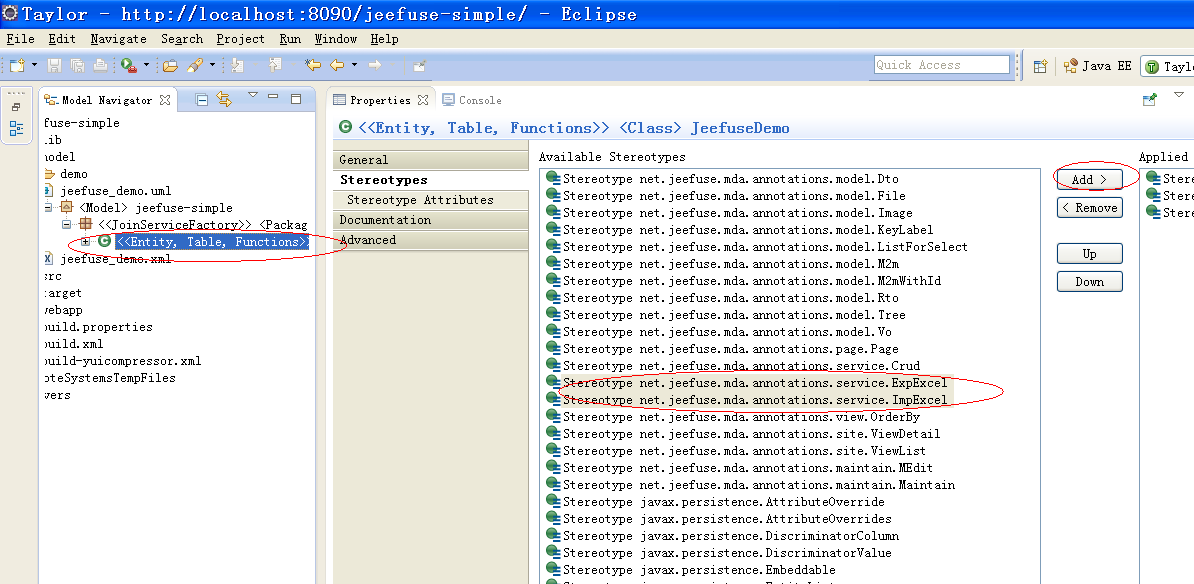 Taylor - http://localhost:8090/jeefuse-simple/ - Eclipse
File Edit Navigate Search Project Run Window Help
Quick Access
Java EE
Taylo
Model Navigator
fuse-simple
.ib
model
demo
jeefuse_demo.uml
<Model> jeefuse-simple
<<JoinServiceFactory>> <Packag
<<Entity, Table, Functions>>
jeefuse_demo.xml
src
target
webapp
build.properties
build.xml
build-yuicompressor.xml
oteSystemsTempFiles
vers
Properties
Console
<<Entity, Table, Functions>> <Class> JeefuseDemo
General
Stereotypes
Stereotype Attributes
Documentation
Advanced
Available Stereotypes
Stereotype net.jeefuse.mda.annotations.model.Dto
Stereotype net.jeefuse.mda.annotations.model.File
Stereotype net.jeefuse.mda.annotations.model.Image
Stereotype net.jeefuse.mda.annotations.model.KeyLabel
Stereotype net.jeefuse.mda.annotations.model.ListForSelect
Stereotype net.jeefuse.mda.annotations.model.M2m
Stereotype net.jeefuse.mda.annotations.model.M2mWithId
Stereotype net.jeefuse.mda.annotations.model.Rto
Stereotype net.jeefuse.mda.annotations.model.Tree
Stereotype net.jeefuse.mda.annotations.model.Vo
Stereotype net.jeefuse.mda.annotations.page.Page
Stereotype net.jeefuse.mda.annotations.service.Crud
Stereotype net.jeefuse.mda.annotations.service.ExpExcel
Stereotype net.jeefuse.mda.annotations.service.ImpExcel
Stereotype net.jeefuse.mda.annotations.view.OrderBy
Stereotype net.jeefuse.mda.annotations.site.ViewDetail
Stereotype net.jeefuse.mda.annotations.site.ViewList
Stereotype net.jeefuse.mda.annotations.maintain.MEdit
Stereotype net.jeefuse.mda.annotations.maintain.Maintain
Stereotype javax.persistence.AttributeOverride
Stereotype javax.persistence.AttributeOverrides
Stereotype javax.persistence.DiscriminatorColumn
Stereotype javax.persistence.DiscriminatorValue
Stereotype javax.persistence.Embeddable
Add >
< Remove
Up
Down
Applied
Stere
Stere
Stere